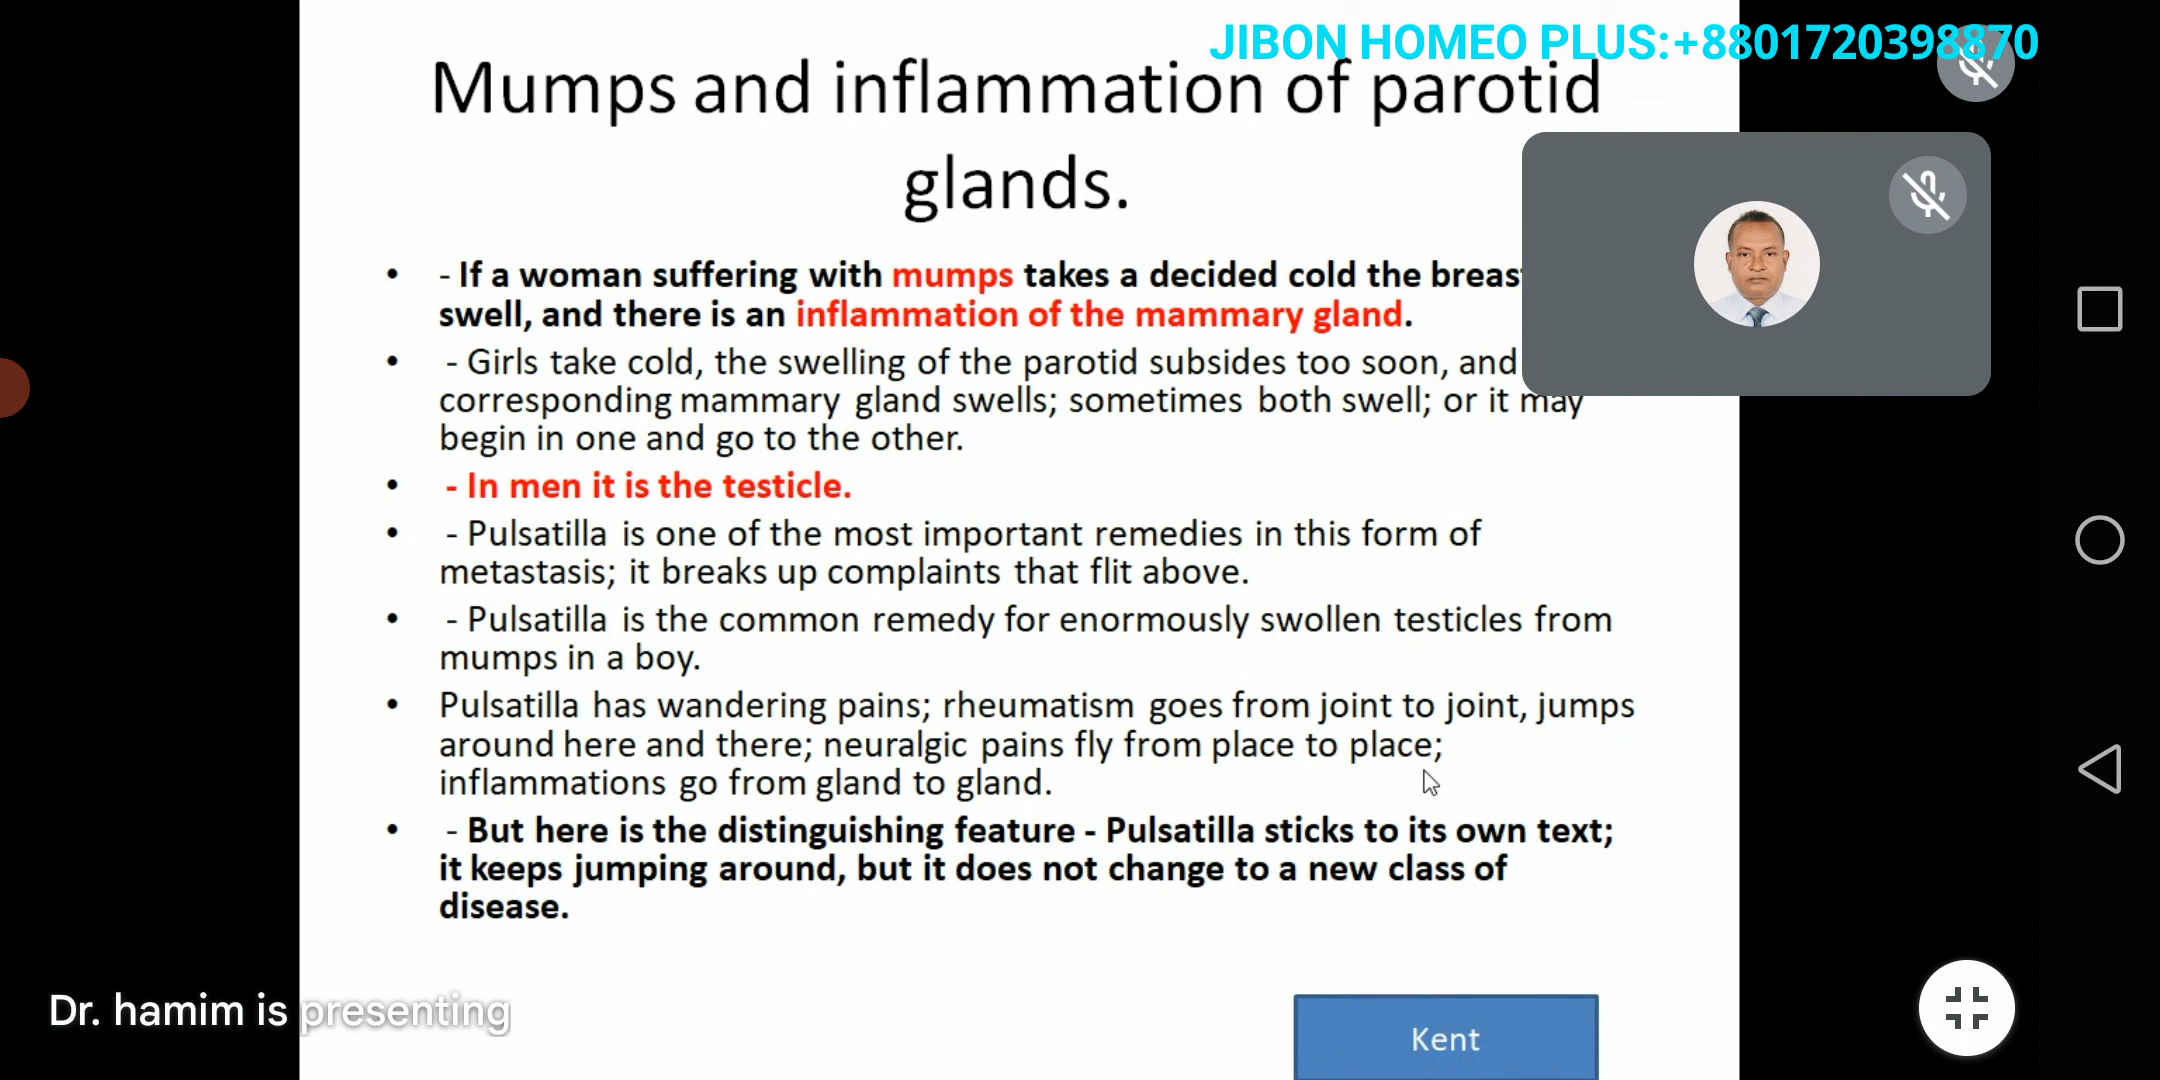 JIBON HOMEO PLUS:+8801720398870
Mumps and inflammation of parotid
glands.
• - If a woman suffering with mumps takes a decided cold the breast
swell, and there is an inflammation of the mammary gland.
• - Girls take cold, the swelling of the parotid subsides too soon, and
corresponding mammary gland swells; sometimes both swell; or it may
begin in one and go to the other.
• - In men it is the testicle.
• - Pulsatilla is one of the most important remedies in this form of
metastasis; it breaks up complaints that flit above.
• - Pulsatilla is the common remedy for enormously swollen testicles from
mumps in a boy.
• Pulsatilla has wandering pains; rheumatism goes from joint to joint, jumps
around here and there; neuralgic pains fly from place to place;
inflammations go from gland to gland.
• - But here is the distinguishing feature - Pulsatilla sticks to its own text;
it keeps jumping around, but it does not change to a new class of
disease.
Dr. hamim is presenting
Kent